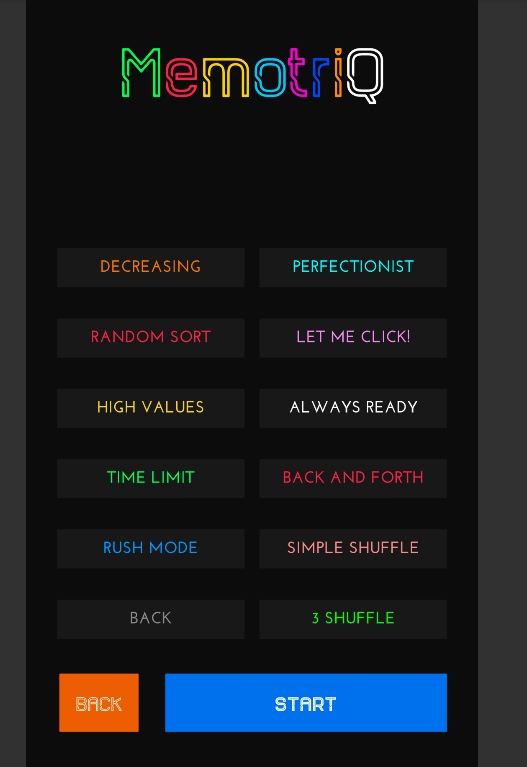 MemotriQ
DECREASING
PERFECTIONIST
RANDOM SORT
LET ME CLICK!
HIGH VALUES
ALWAYS READY
TIME LIMIT
BACK AND FORTH
RUSH MODE
SIMPLE SHUFFLE
BACK
3 SHUFFLE
BACK
START